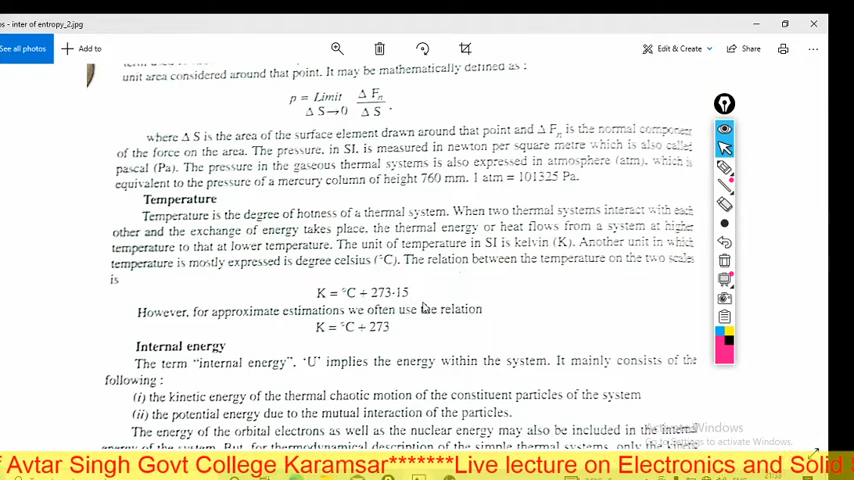 os - inter of entropy_2.jpg
See all photos
Add to
Edit & Create
Share
unit area considered around that point. It may be mathematically defined as :
p = Limit Δ Fn
Δ S→0 Δ S .
where Δ S is the area of the surface element drawn around that point and Δ Fn is the normal component
of the force on the area. The pressure, in SI, is measured in newton per square metre which is also called
pascal (Pa). The pressure in the gaseous thermal systems is also expressed in atmosphere (atm), which is
equivalent to the pressure of a mercury column of height 760 mm. 1 atm = 101325 Pa.
Temperature
Temperature is the degree of hotness of a thermal system. When two thermal systems interact with each
other and the exchange of energy takes place, the thermal energy or heat flows from a system at higher
temperature to that at lower temperature. The unit of temperature in SI is kelvin (K). Another unit in which
temperature is mostly expressed is degree celsius (°C). The relation between the temperature on the two scales
is
K = °C + 273·15
However, for approximate estimations we often use the relation
K = °C + 273
Internal energy
The term "internal energy", 'U' implies the energy within the system. It mainly consists of the
following :
(i) the kinetic energy of the thermal chaotic motion of the constituent particles of the system
(ii) the potential energy due to the mutual interaction of the particles.
The energy of the orbital electrons as well as the nuclear energy may also be included in the internal
energy of the system. But, for thermodynamic description of the simple thermal systems, only the kinetic
Activate Windows
Go to Settings to activate Windows.
f Avtar Singh Govt College Karamsar*******Live lecture on Electronics and Solid S